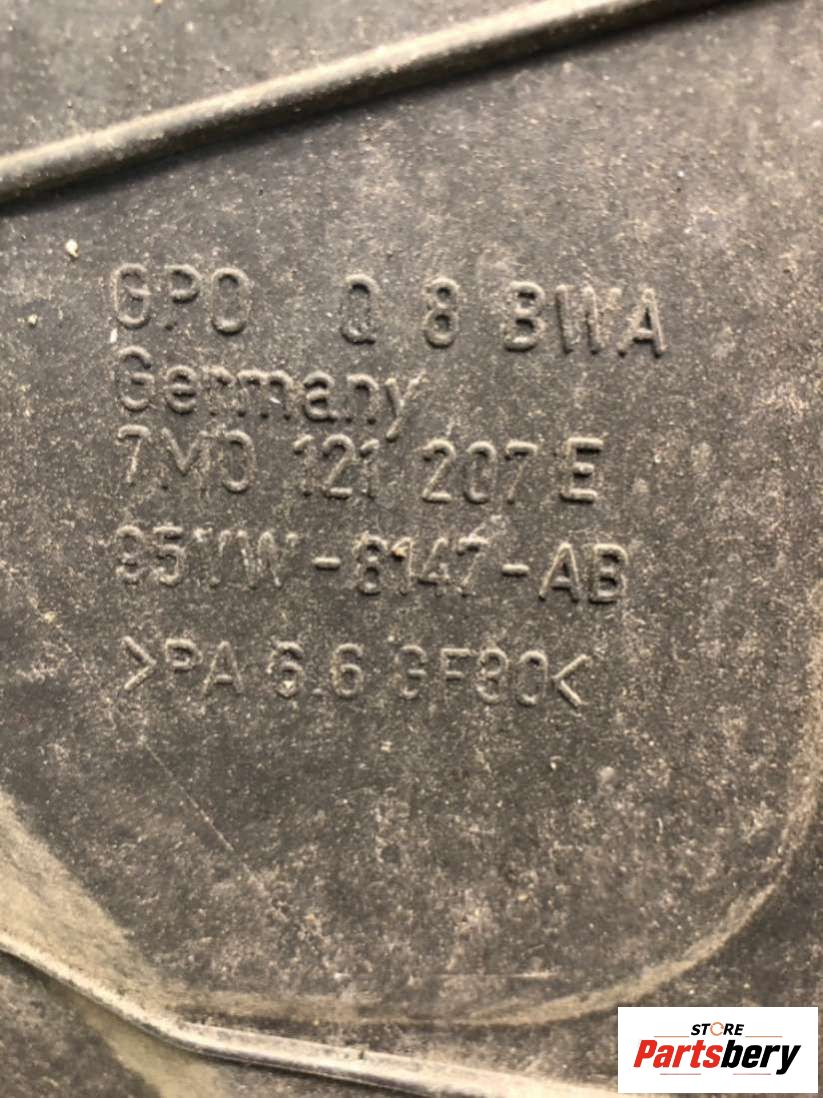 GPO Q 8 BWA
Germany
7M0 121 207 E
95VW-8147-AB
>PA 6.6 GF30<
STORE
Partsbery